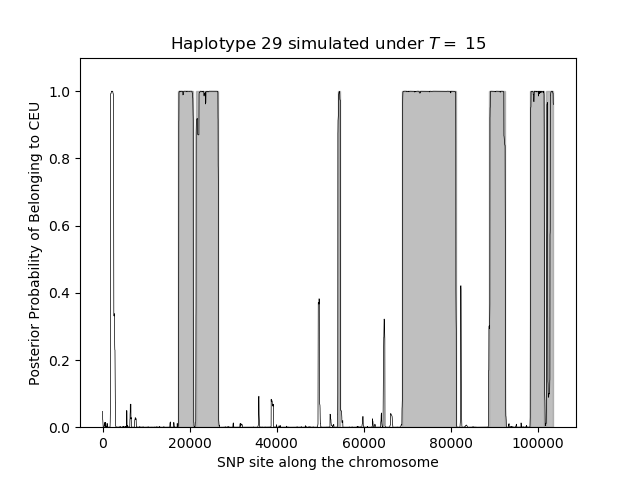 Haplotype 29 simulated under T = 15
Posterior Probability of Belonging to CEU
1.0
0.8
0.6
0.4
0.2
0.0
0 20000 40000 60000 80000 100000
SNP site along the chromosome